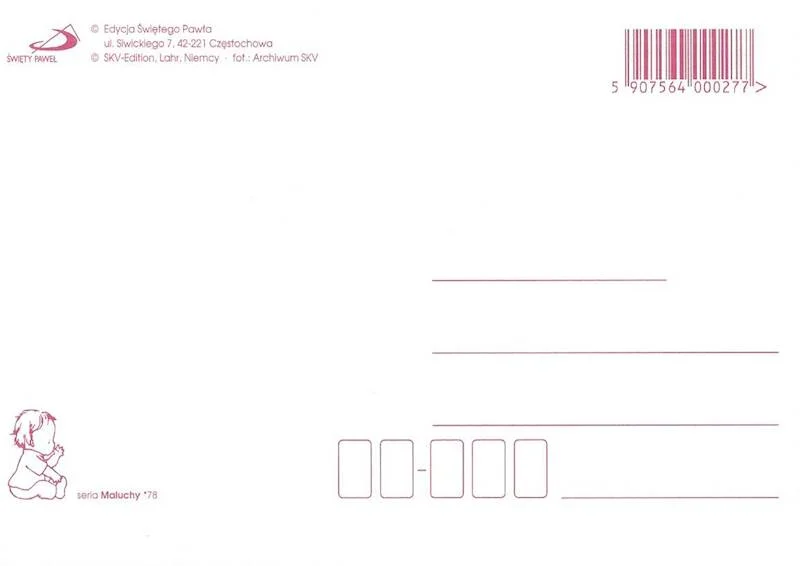 ŚWIĘTY PAWEŁ
© Edycja Świętego Pawła
ul. Siwickiego 7, 42-221 Częstochowa
© SKV-Edition, Lahr, Niemcy · fot.: Archiwum SKV
5 907564 000277 >
seria Maluchy *78